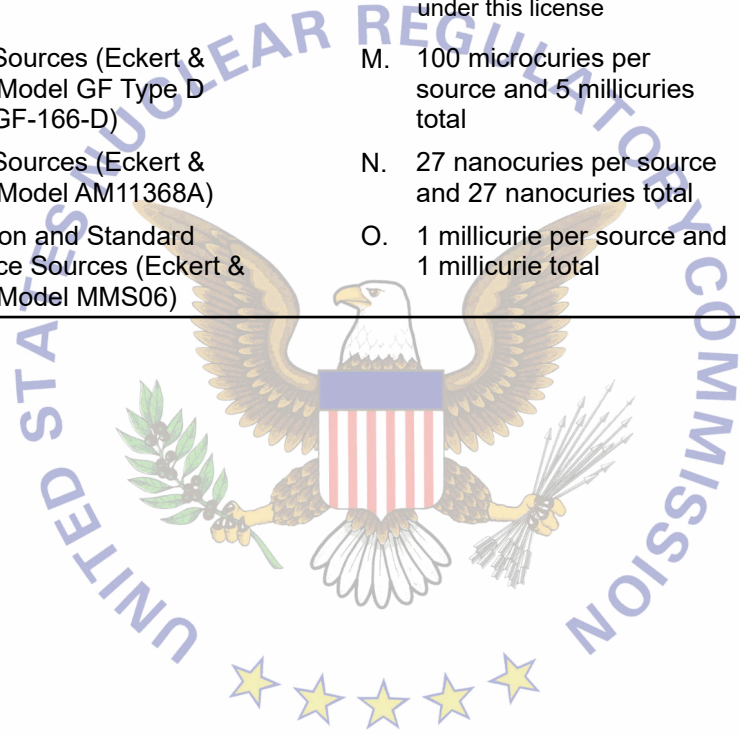 under this license
Sources (Eckert &
Model GF Type D
GF-166-D)
M. 100 microcuries per
source and 5 millicuries
total
Sources (Eckert &
Model AM11368A)
N. 27 nanocuries per source
and 27 nanocuries total
on and Standard
ce Sources (Eckert &
Model MMS06)
O. 1 millicurie per source and
1 millicurie total
UNITED STATES NUCLEAR REGULATORY COMMISSION